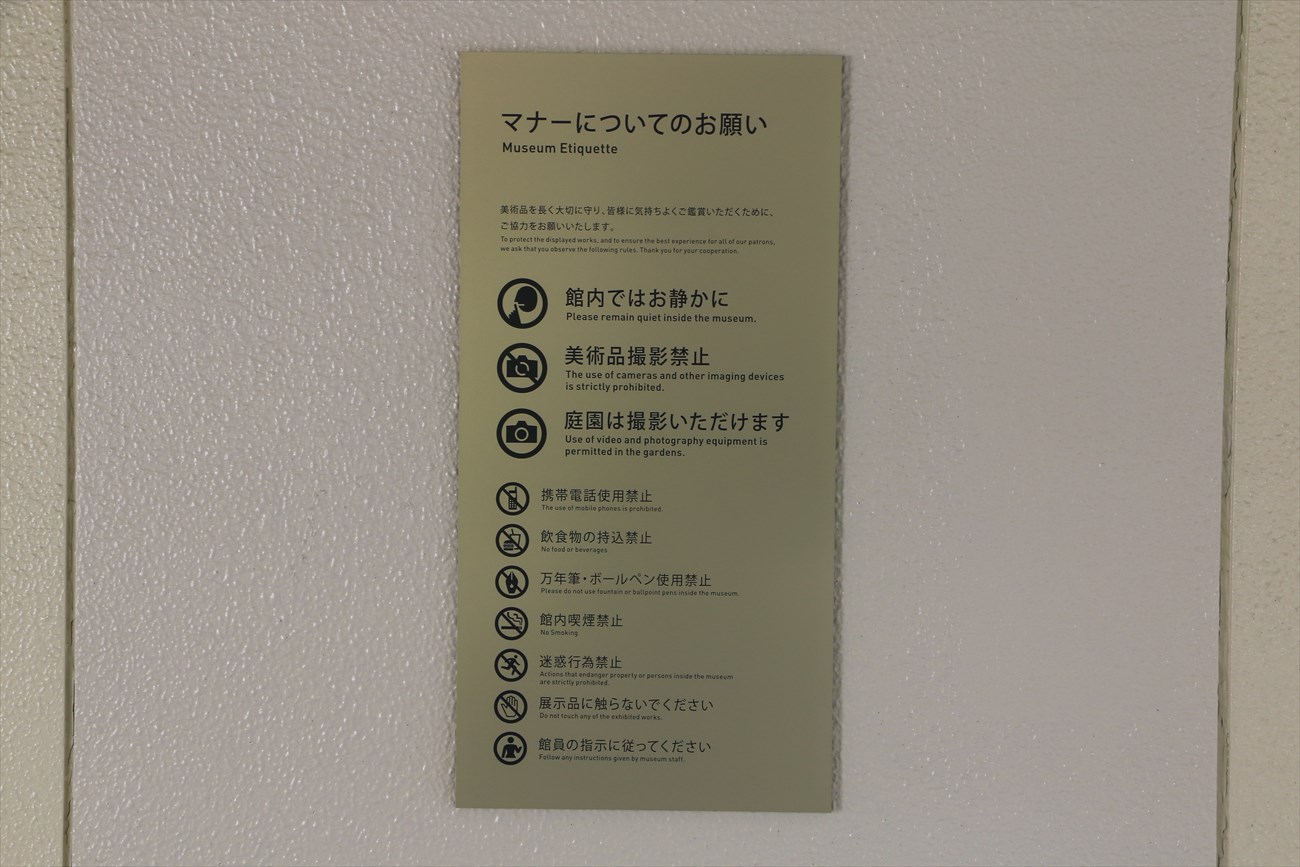 マナーについてのお願い
Museum Etiquette
美術品を長く大切に守り、皆様に気持ちよくご鑑賞いただくために、
ご協力をお願いいたします。
To protect the displayed works, and to ensure the best experience for all of our patrons,
we ask that you observe the following rules. Thank you for your cooperation.
館内ではお静かに
Please remain quiet inside the museum.
美術品撮影禁止
The use of cameras and other imaging devices
is strictly prohibited.
庭園は撮影いただけます
Use of video and photography equipment is
permitted in the gardens.
携帯電話使用禁止
The use of mobile phones is prohibited.
飲食物の持込禁止
No food or beverages
万年筆・ボールペン使用禁止
Please do not use fountain or ballpoint pens inside the museum.
館内喫煙禁止
No Smoking
迷惑行為禁止
Actions that endanger property or persons inside the museum
are strictly prohibited.
展示品に触らないでください
Do not touch any of the exhibited works.
館員の指示に従ってください
Follow any instructions given by museum staff.